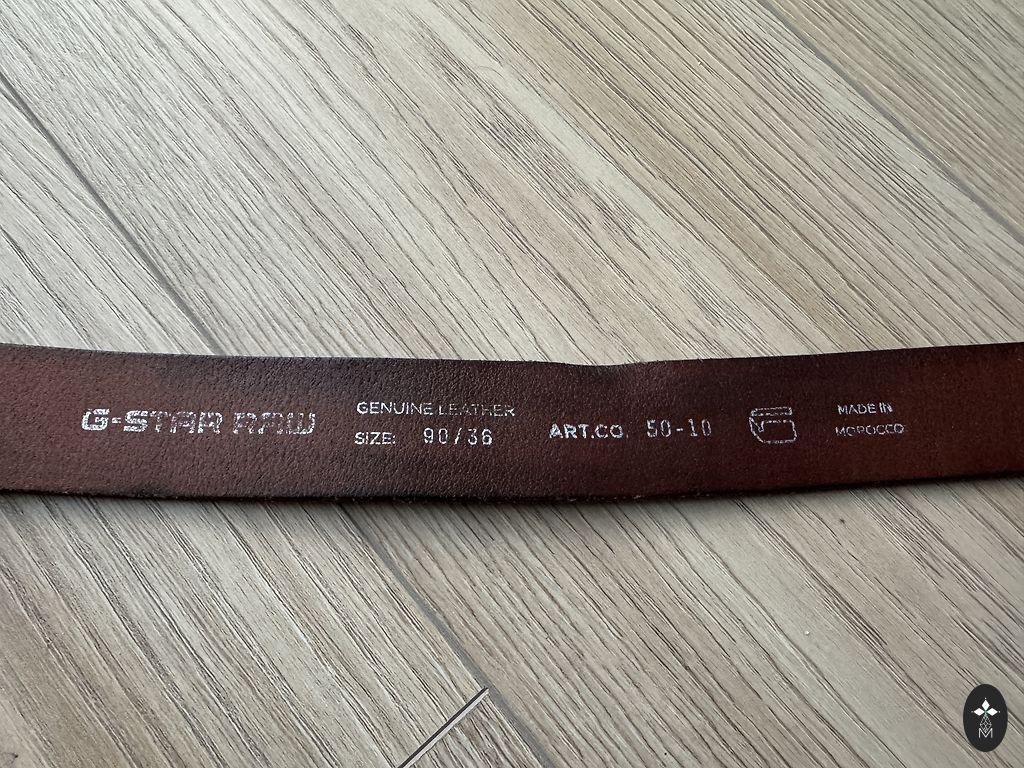 G-STAR RAW
GENUINE LEATHER
SIZE: 90/36
ART.CO. 50-10
MADE IN
MOROCCO
M